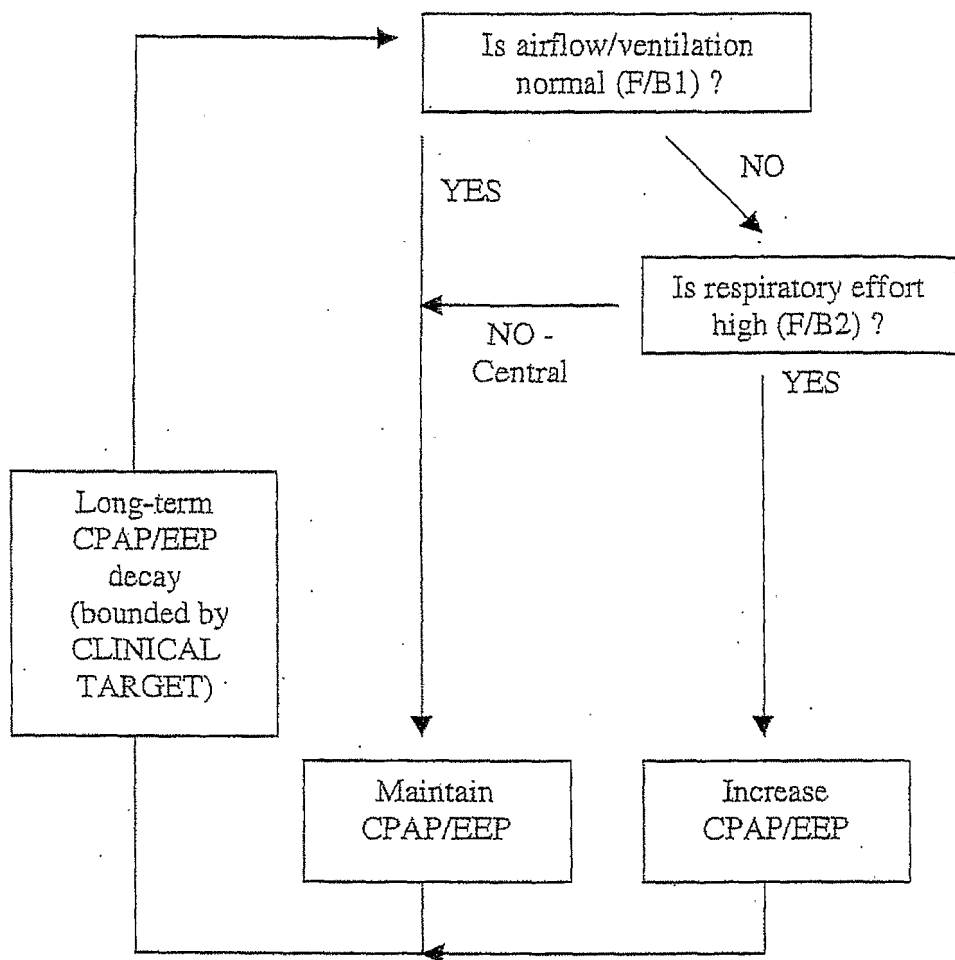 Is airflow/ventilation
normal (F/B1) ?
YES
NO
Is respiratory effort
high (F/B2) ?
NO -
Central
YES
Long-term
CPAP/EEP
decay
(bounded by
CLINICAL
TARGET)
Maintain
CPAP/EEP
Increase
CPAP/EEP